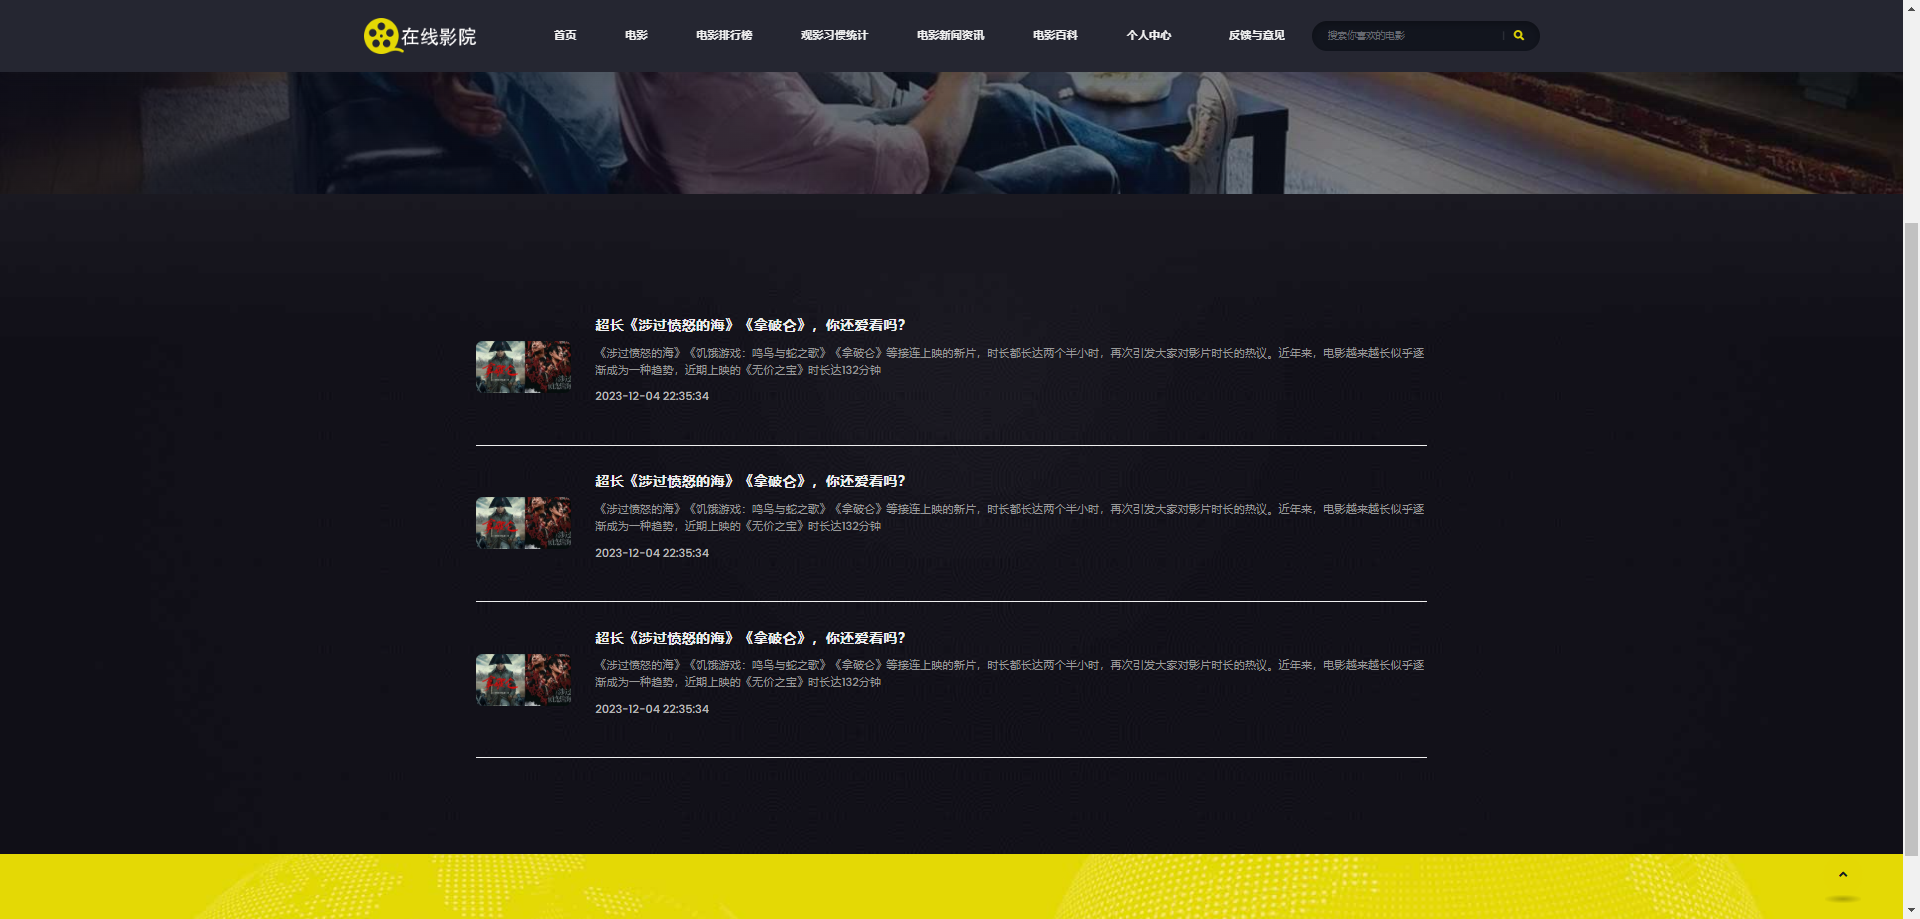 在线影院
首页 电影 电影排行榜 观影习惯统计 电影新闻资讯 电影百科 个人中心 反馈与意见 搜索你喜欢的电影
超长《涉过愤怒的海》《拿破仑》，你还爱看吗？
《涉过愤怒的海》《饥饿游戏：鸣鸟与蛇之歌》《拿破仑》等接连上映的新片，时长都长达两个半小时，再次引发大家对影片时长的热议。近年来，电影越来越长似乎逐
渐成为一种趋势，近期上映的《无价之宝》时长达132分钟
2023-12-04 22:35:34
超长《涉过愤怒的海》《拿破仑》，你还爱看吗？
《涉过愤怒的海》《饥饿游戏：鸣鸟与蛇之歌》《拿破仑》等接连上映的新片，时长都长达两个半小时，再次引发大家对影片时长的热议。近年来，电影越来越长似乎逐
渐成为一种趋势，近期上映的《无价之宝》时长达132分钟
2023-12-04 22:35:34
超长《涉过愤怒的海》《拿破仑》，你还爱看吗？
《涉过愤怒的海》《饥饿游戏：鸣鸟与蛇之歌》《拿破仑》等接连上映的新片，时长都长达两个半小时，再次引发大家对影片时长的热议。近年来，电影越来越长似乎逐
渐成为一种趋势，近期上映的《无价之宝》时长达132分钟
2023-12-04 22:35:34